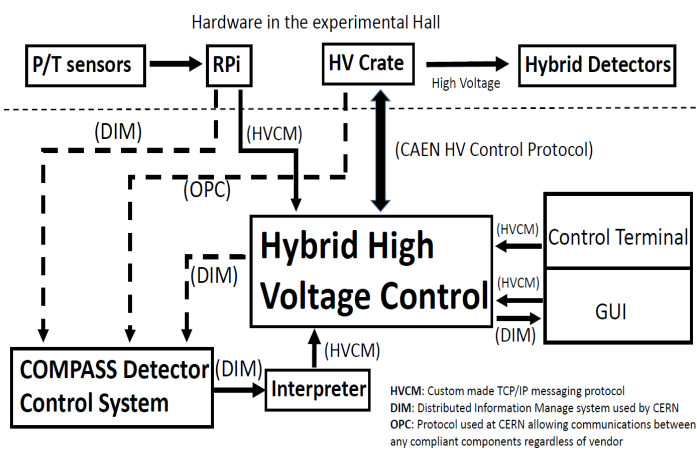 Hardware in the experimental Hall
P/T sensors
RPi
HV Crate
High Voltage
Hybrid Detectors
(DIM)
(HVCM)
(CAEN HV Control Protocol)
(OPC)
Hybrid High
Voltage Control
(HVCM)
Control Terminal
(DIM)
(HVCM)
GUI
(DIM)
(HVCM)
COMPASS Detector
Control System
(DIM)
Interpreter
HVCM: Custom made TCP/IP messaging protocol
DIM: Distributed Information Manage system used by CERN
OPC: Protocol used at CERN allowing communications between
any compliant components regardless of vendor